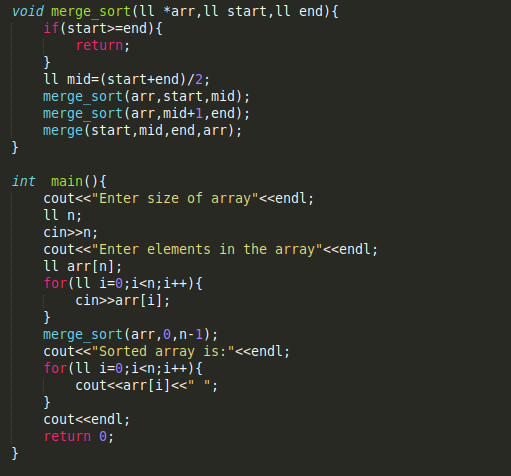 void merge_sort(ll *arr,ll start,ll end){
    if(start>=end){
        return;
    }
    ll mid=(start+end)/2;
    merge_sort(arr,start,mid);
    merge_sort(arr,mid+1,end);
    merge(start,mid,end,arr);
}

int  main(){
    cout<<"Enter size of array"<<endl;
    ll n;
    cin>>n;
    cout<<"Enter elements in the array"<<endl;
    ll arr[n];
    for(ll i=0;i<n;i++){
        cin>>arr[i];
    }
    merge_sort(arr,0,n-1);
    cout<<"Sorted array is:"<<endl;
    for(ll i=0;i<n;i++){
        cout<<arr[i]<<" ";
    }
    cout<<endl;
    return 0;
}